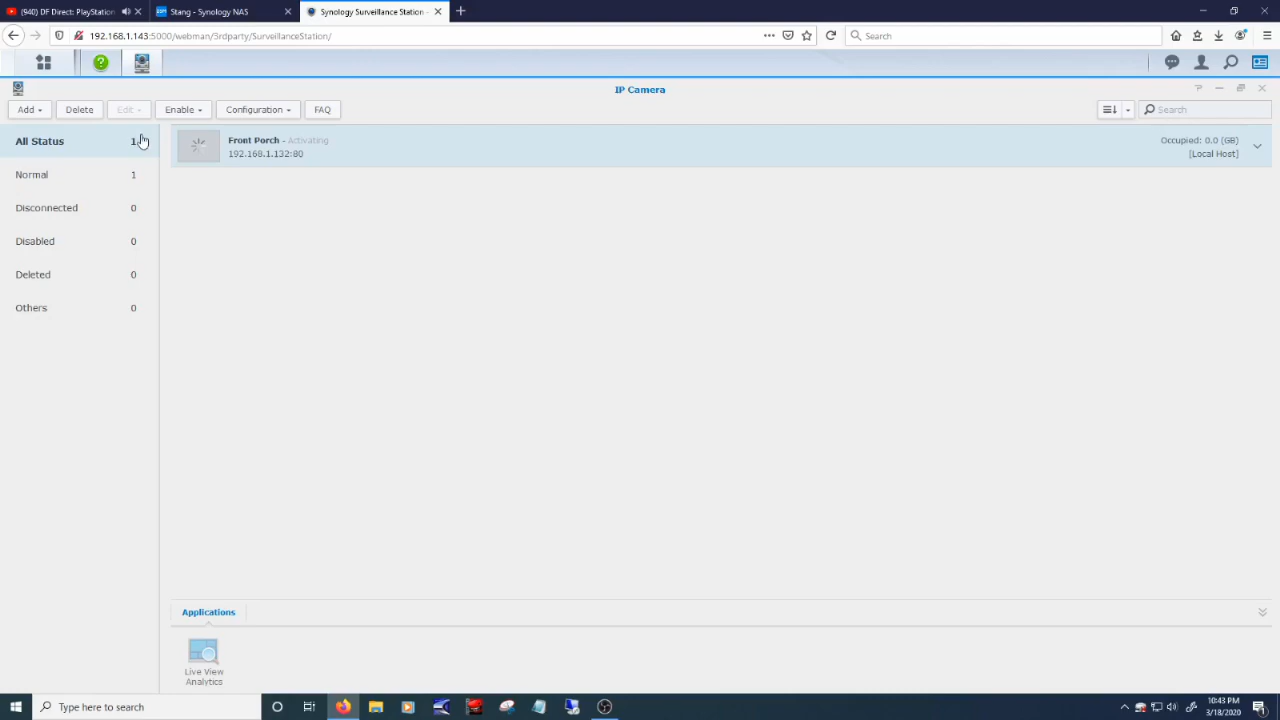 (940) DF Direct: PlayStation
Stang - Synology NAS
Synology Surveillance Station -
192.168.1.143:5000/webman/3rdparty/SurveillanceStation/
Search
IP Camera
Add
Delete
Edit
Enable
Configuration
FAQ
Search
All Status 1
Normal 1
Disconnected 0
Disabled 0
Deleted 0
Others 0
Front Porch - Activating
192.168.1.132:80
Occupied: 0.0 (GB)
[Local Host]
Applications
Live View
Analytics
Type here to search
10:43 PM
3/18/2020